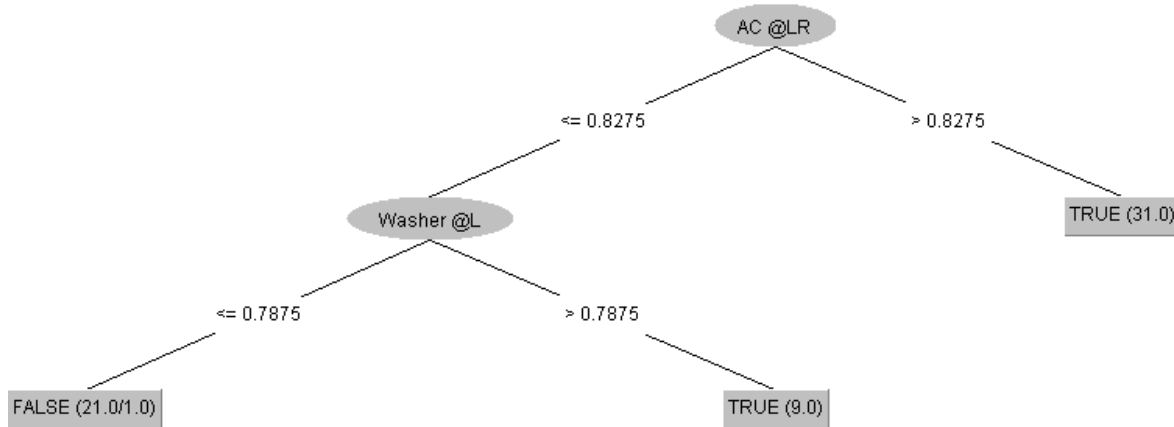 AC @LR
<= 0.8275
> 0.8275
Washer @L
TRUE (31.0)
<= 0.7875
> 0.7875
FALSE (21.0/1.0)
TRUE (9.0)